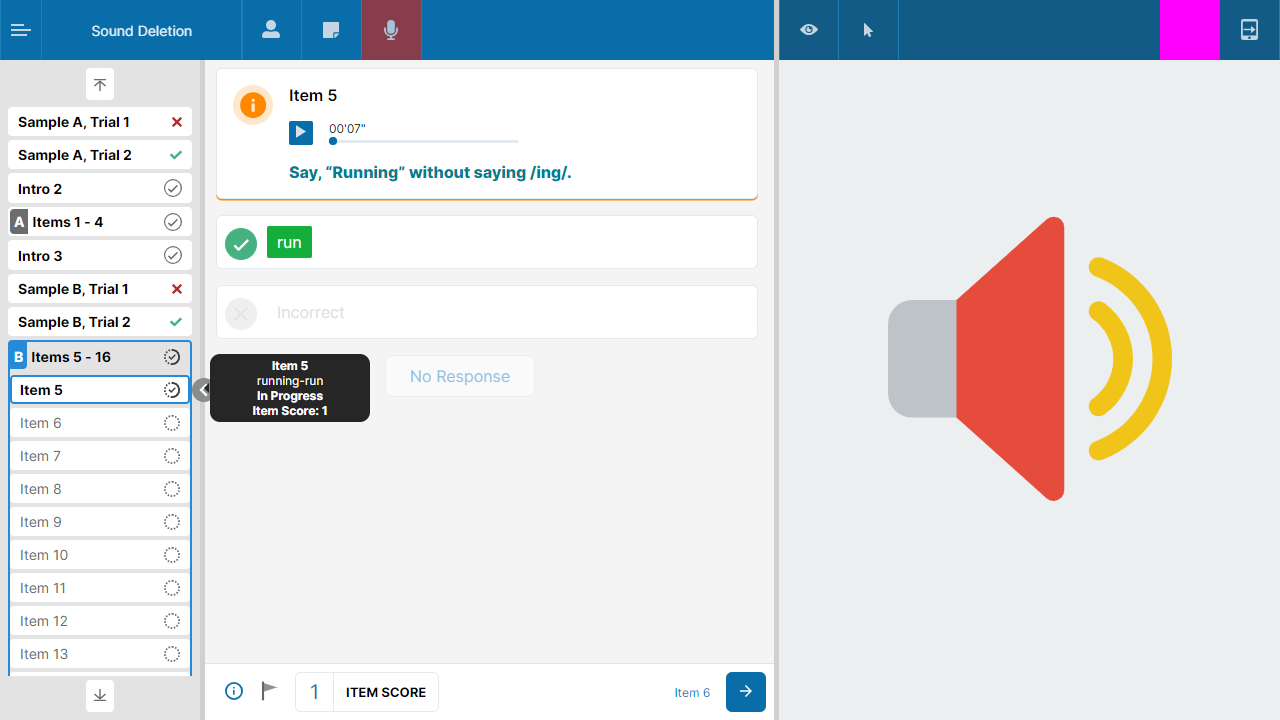 Sound Deletion
Sample A, Trial 1
Sample A, Trial 2
Intro 2
A Items 1 - 4
Intro 3
Sample B, Trial 1
Sample B, Trial 2
B Items 5 - 16
Item 5
Item 6
Item 7
Item 8
Item 9
Item 10
Item 11
Item 12
Item 13
Item 5
00'07"
Say, “Running” without saying /ing/.
run
Incorrect
Item 5
running-run
In Progress
Item Score: 1
No Response
1 ITEM SCORE
Item 6